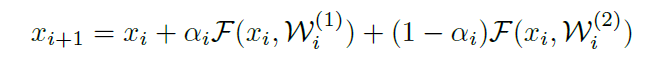 $x_{i+1} = x_i + \alpha_i \mathcal{F}(x_i, \mathcal{W}_i^{(1)}) + (1 - \alpha_i) \mathcal{F}(x_i, \mathcal{W}_i^{(2)})$